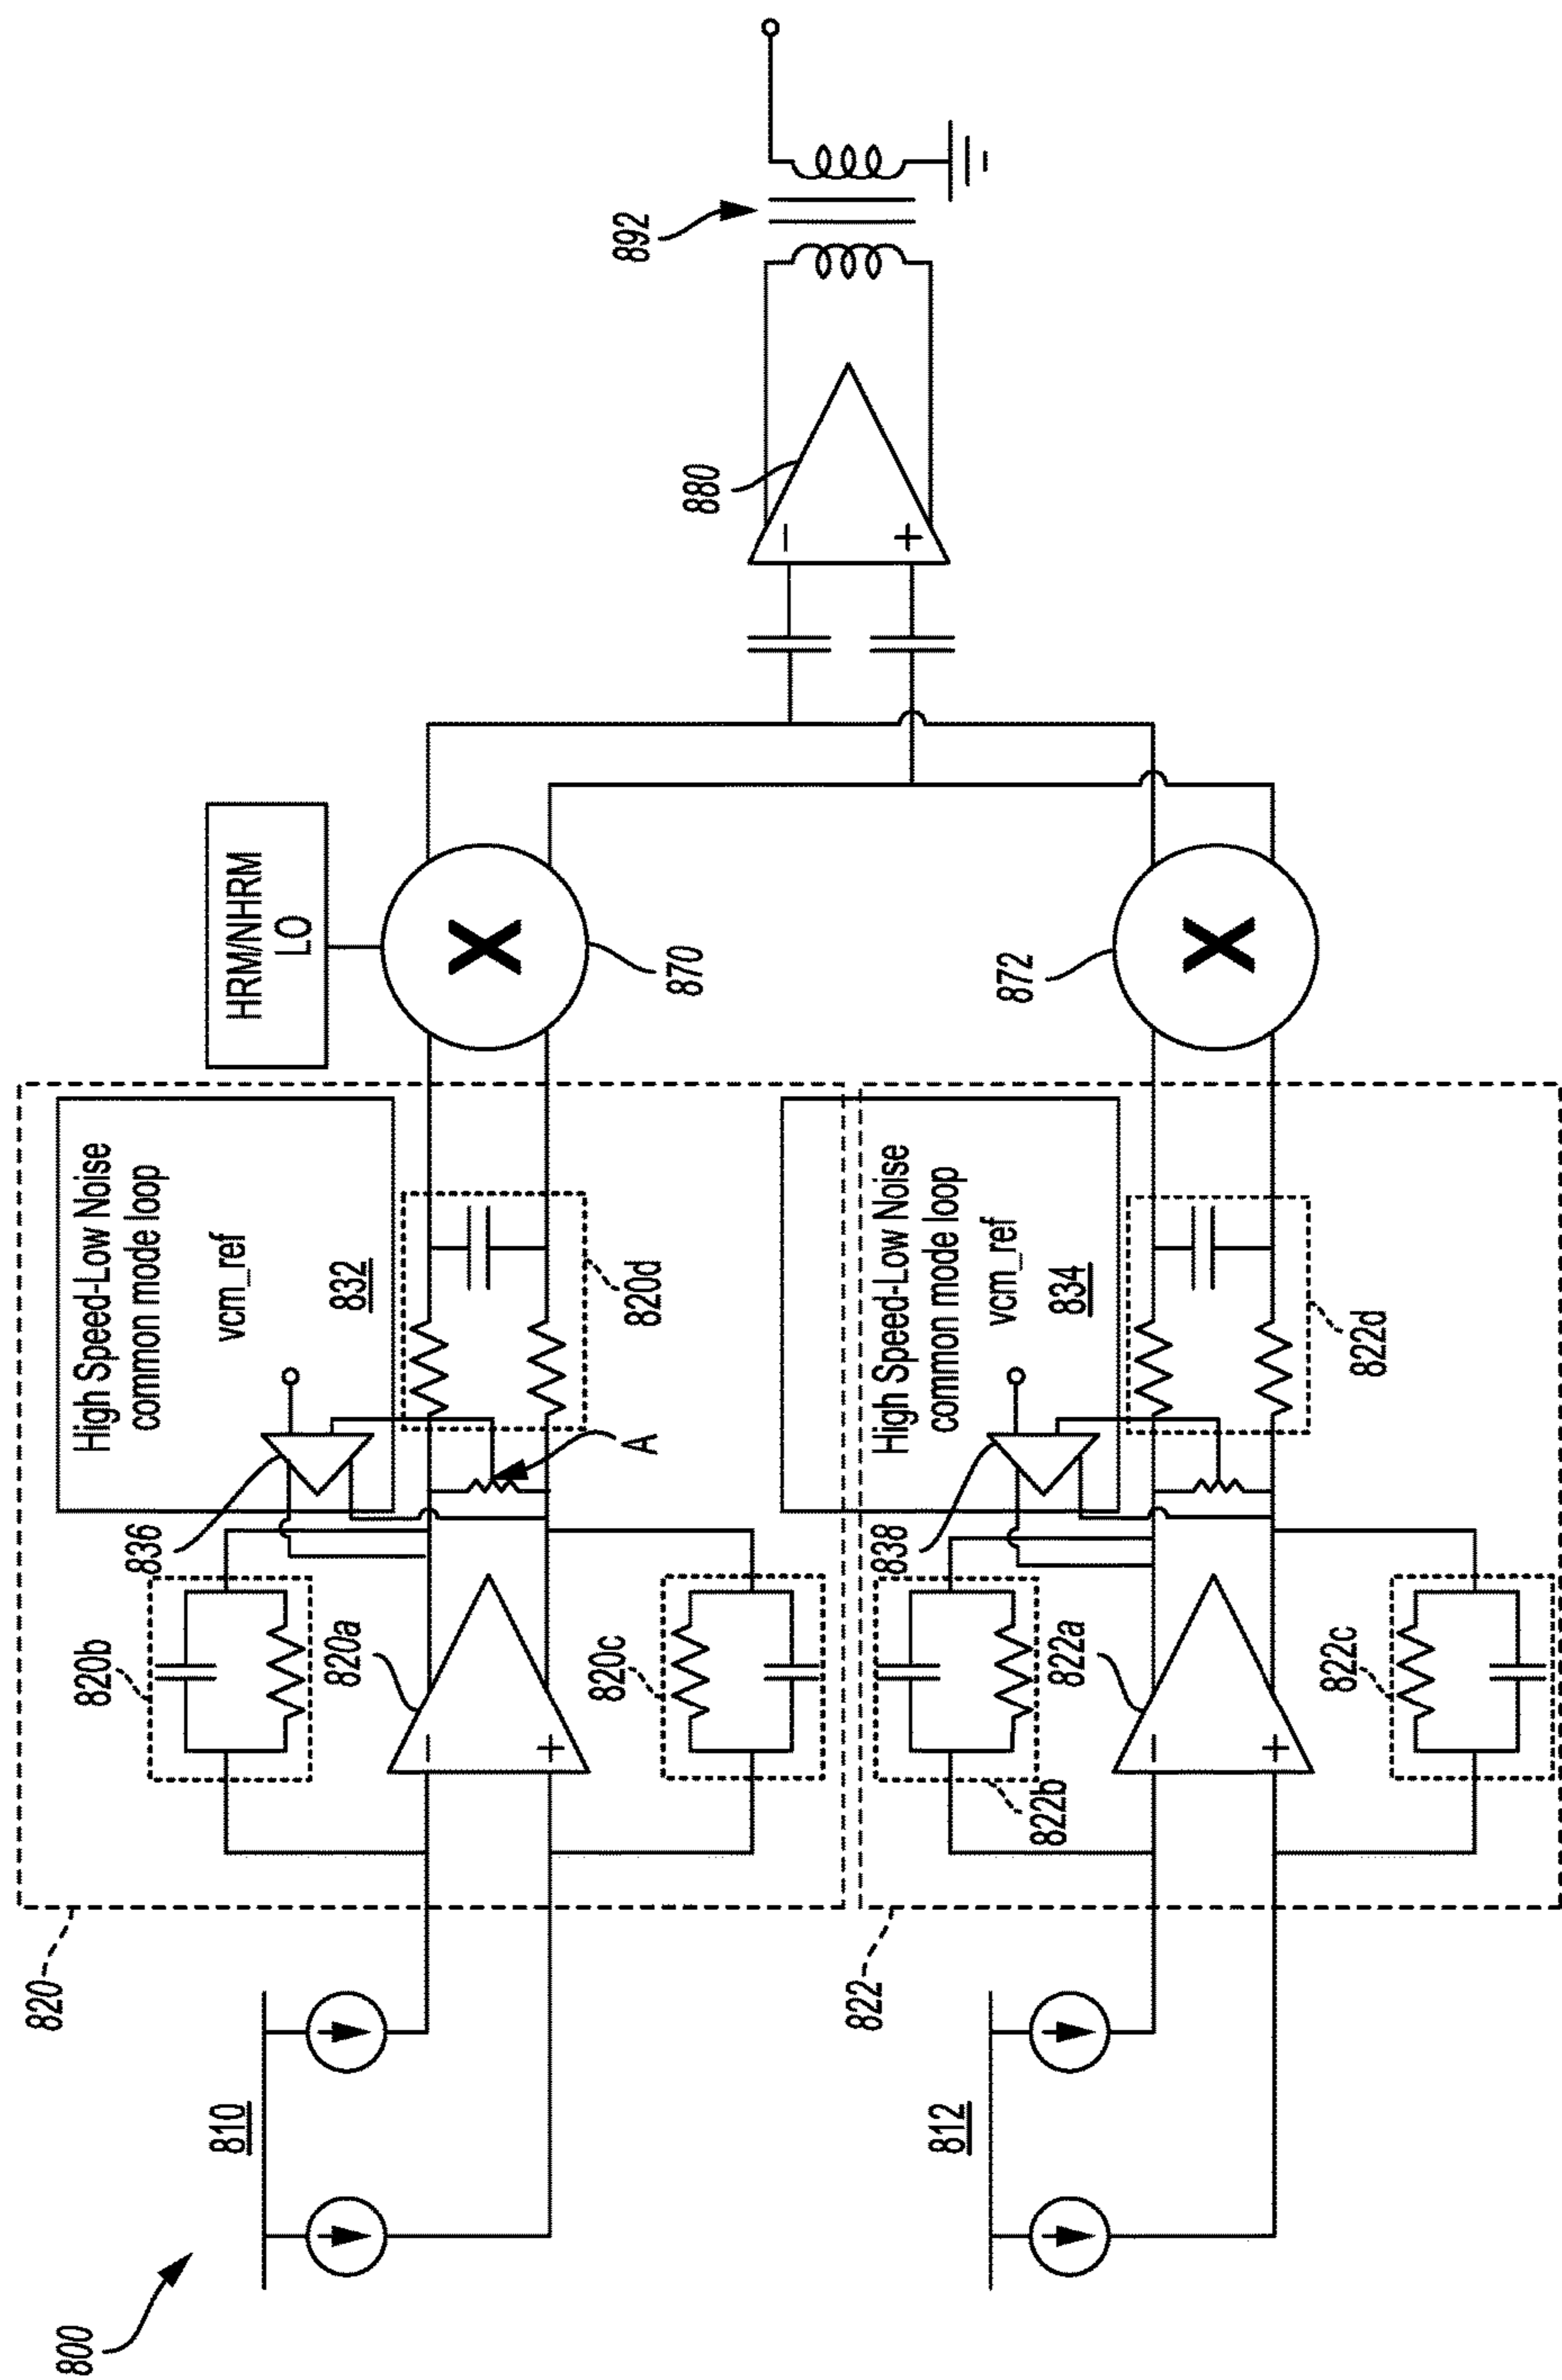 800
810
820
820b
820a
820c
836
High Speed-Low Noise
common mode loop
vcm_ref
832
820d
A
HRM/NHRM
LO
870
812
822
822b
822a
822c
838
High Speed-Low Noise
common mode loop
vcm_ref
834
822d
872
880
892
− +
− +
− +
X
X